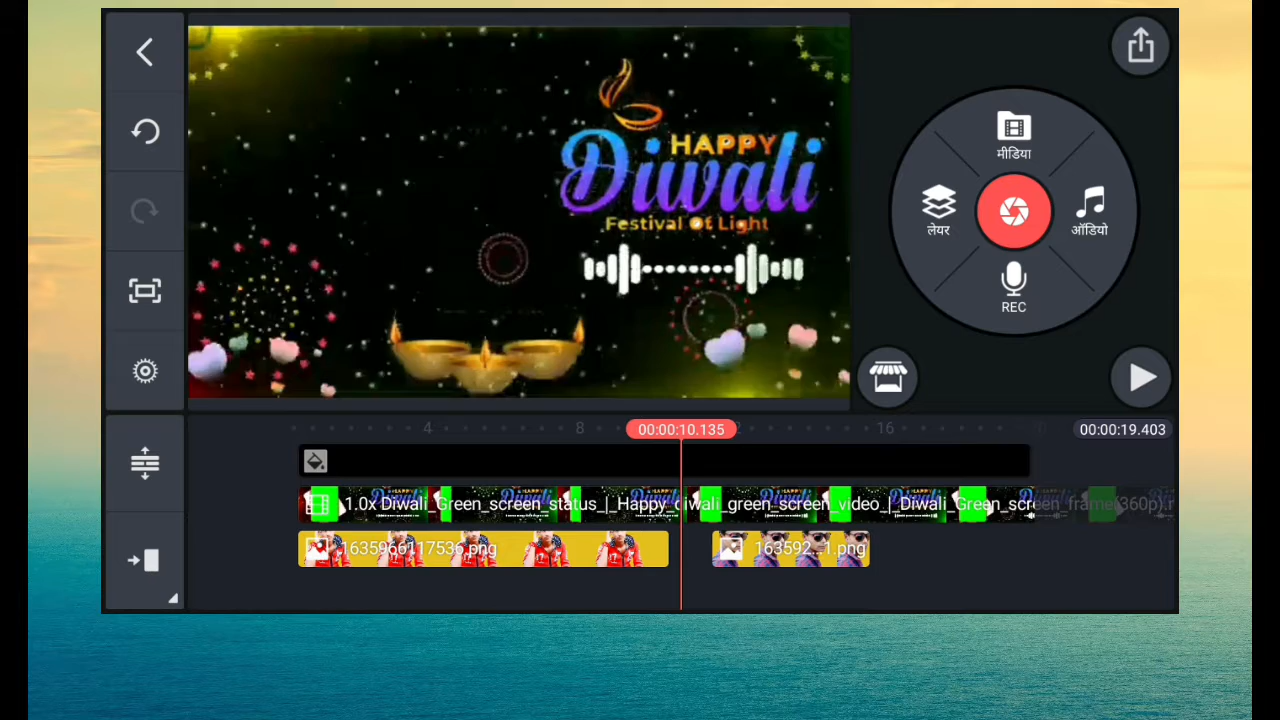 HAPPY
Diwali
Festival Of Light
मीडिया
लेयर
ऑडियो
REC
4
8
00:00:10.135
16
00:00:19.403
1.0x Diwali_Green_screen_status_|_Happy_diwali_green_screen_video_|_Diwali_Green_screen_frame(360p).m
1635966117536.png
163592...1.png